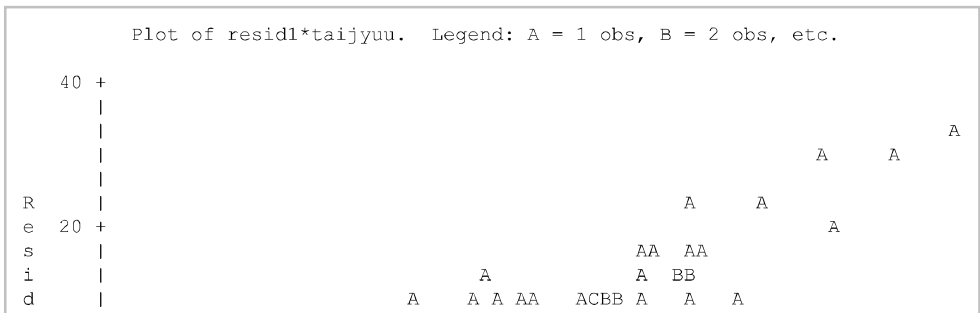 Plot of resid1*taijyuu.  Legend: A = 1 obs, B = 2 obs, etc.
40 +
|
|                                                                      A
|                                                           A     A
|
R      |                                                A     A
e   20 +                                                            A
s      |                                            AA  AA
i      |                               A            A  BB
d      |                         A    A A AA   ACBB A   A   A